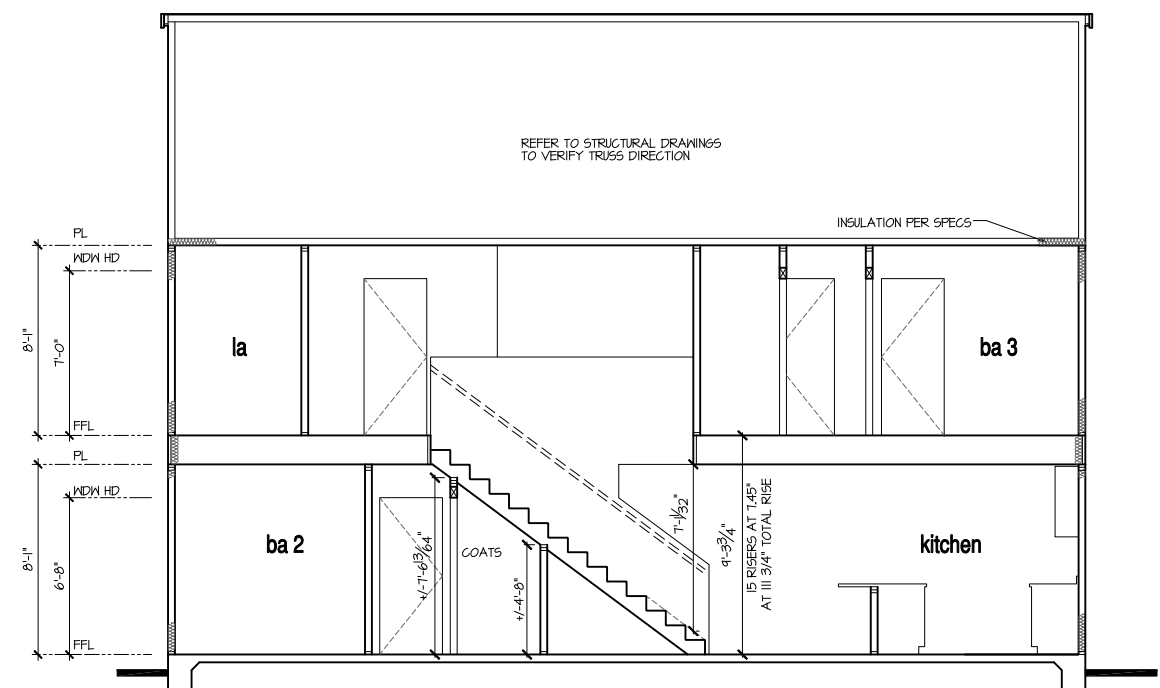 REFER TO STRUCTURAL DRAWINGS
TO VERIFY TRUSS DIRECTION
INSULATION PER SPECS
PL
WDW HD
8'-1"
7'-0"
la
ba 3
FFL
PL
WDW HD
8'-1"
6'-8"
ba 2
+/-7'-6 13/64"
COATS
+/-4'-8"
7'-1/32"
9'-3 3/4"
15 RISERS AT 7.45"
AT 111 3/4" TOTAL RISE
kitchen
FFL